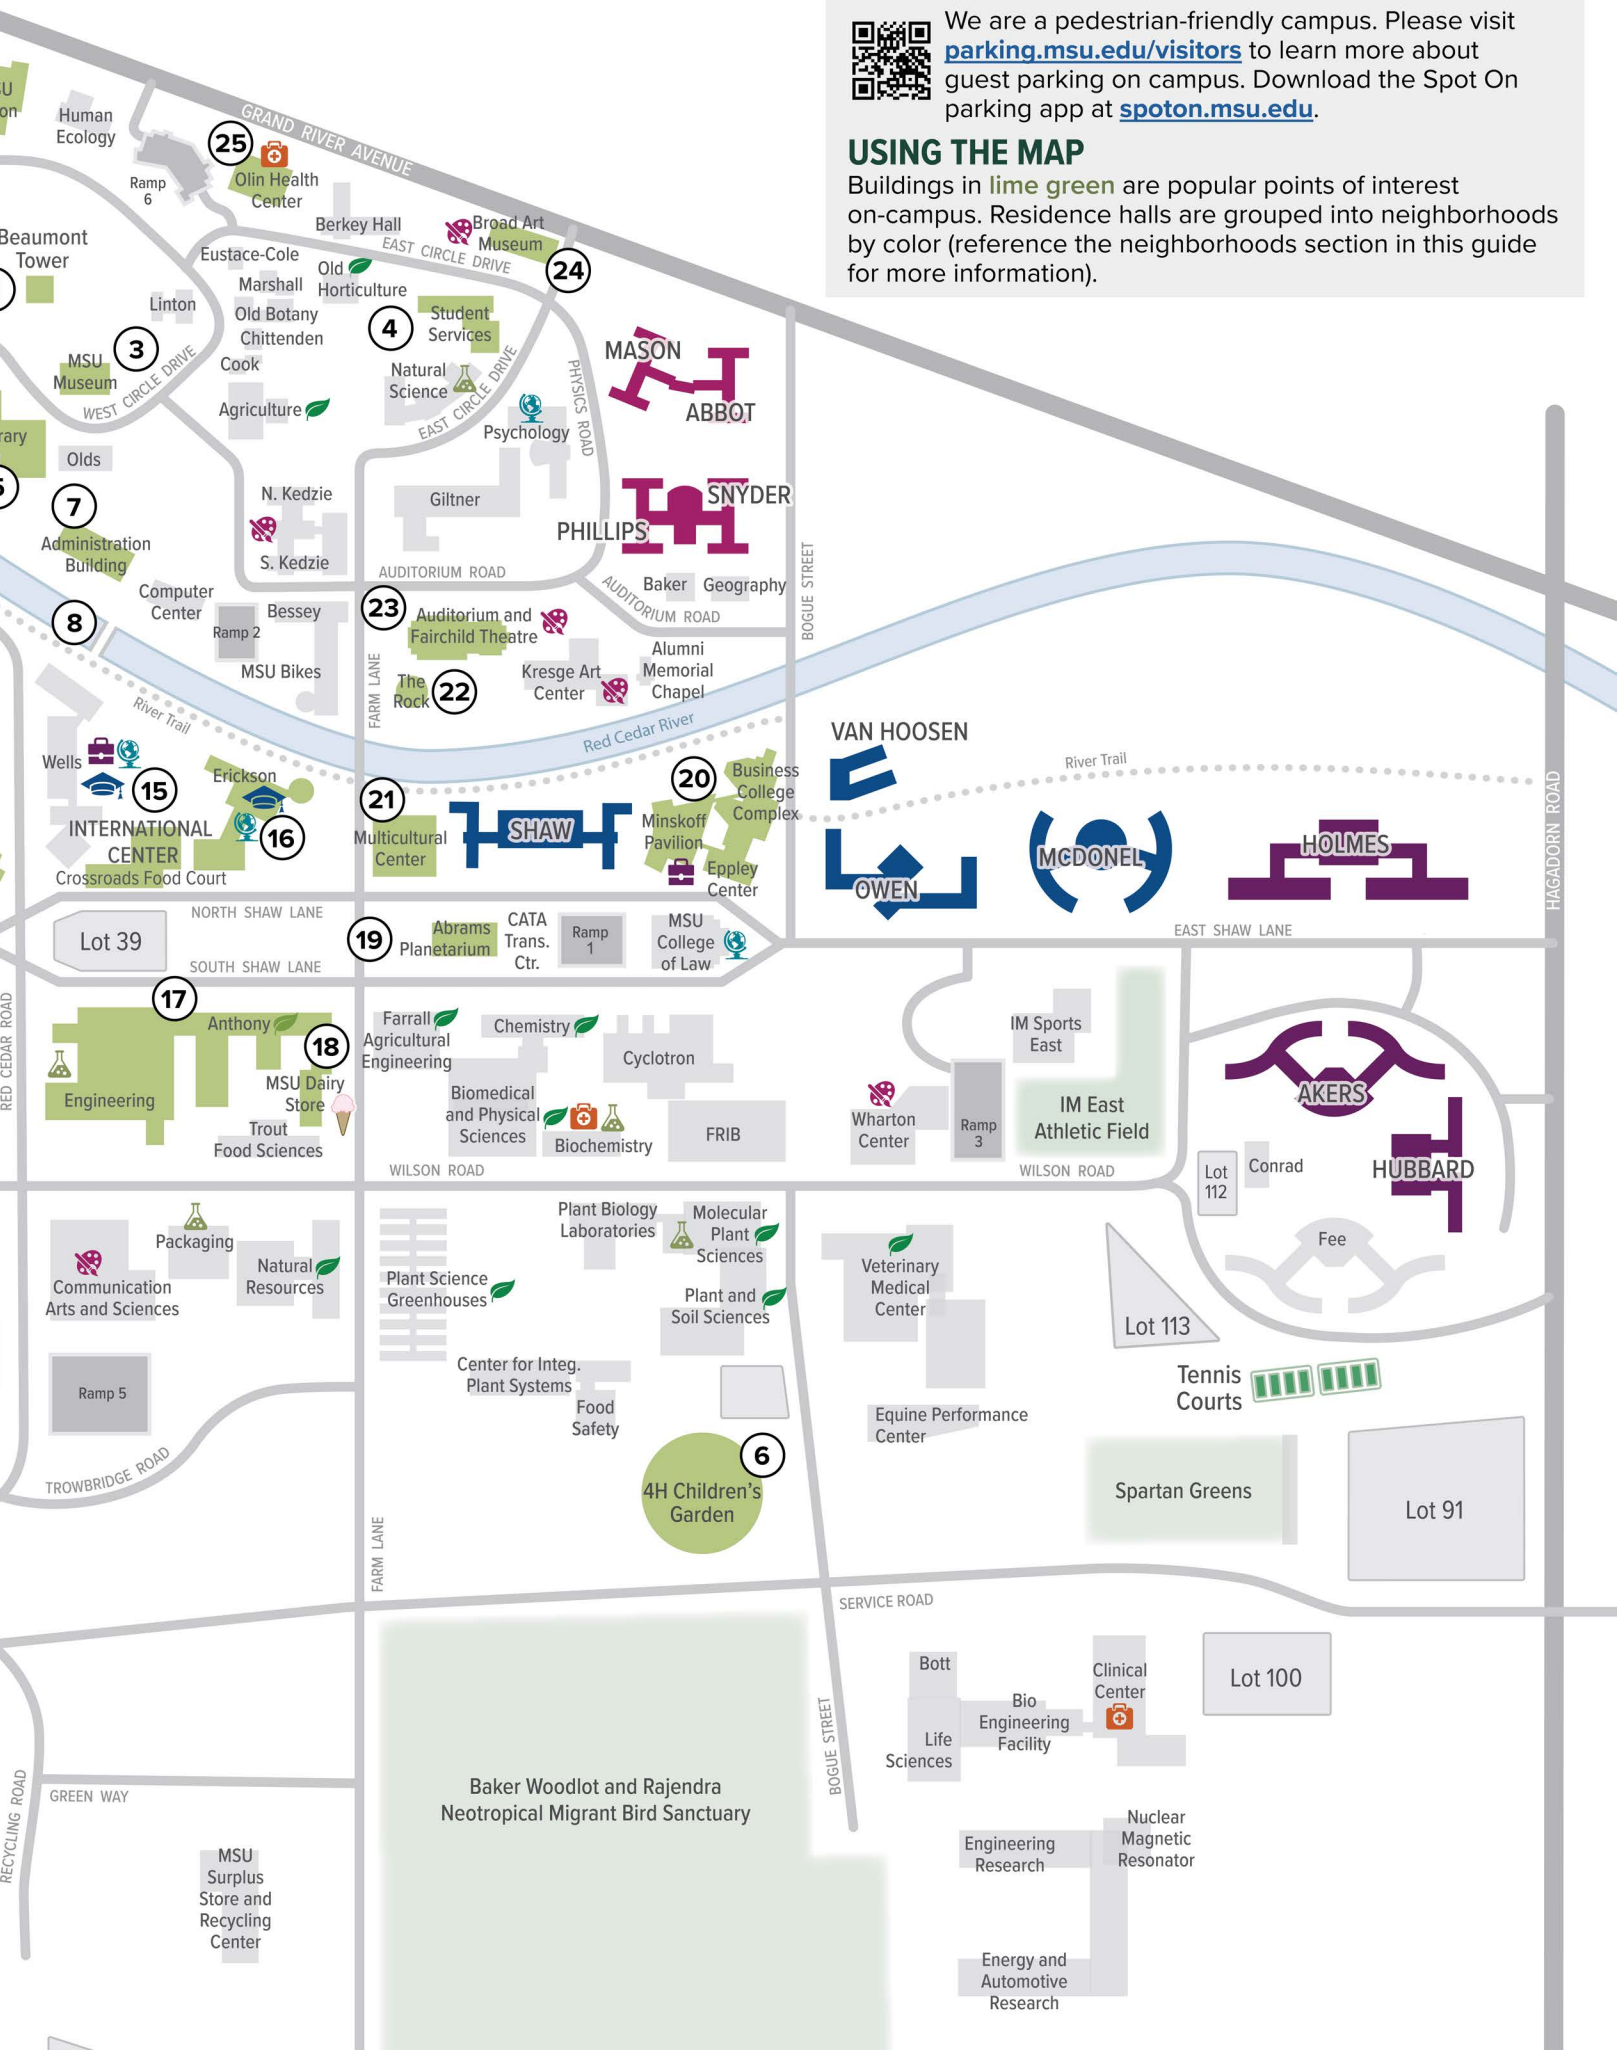 We are a pedestrian-friendly campus. Please visit
parking.msu.edu/visitors to learn more about
guest parking on campus. Download the Spot On
parking app at spoton.msu.edu.
USING THE MAP
Buildings in lime green are popular points of interest
on-campus. Residence halls are grouped into neighborhoods
by color (reference the neighborhoods section in this guide
for more information).
GRAND RIVER AVENUE
Human
Ecology
Ramp
6
25
Olin Health
Center
Berkey Hall
Broad Art
Museum
24
EAST CIRCLE DRIVE
Beaumont
Tower
Eustace-Cole
Old
Horticulture
Marshall
Linton
Old Botany
Chittenden
Cook
4
Student
Services
3
MSU
Museum
WEST CIRCLE DRIVE
Natural
Science
EAST CIRCLE DRIVE
PHYSICS ROAD
MASON
ABBOT
Agriculture
Psychology
Olds
7
N. Kedzie
S. Kedzie
Giltner
SNYDER
PHILLIPS
Administration
Building
AUDITORIUM ROAD
AUDITORIUM ROAD
Baker
Geography
BOGUE STREET
Computer
Center
Ramp 2
Bessey
MSU Bikes
8
23
Auditorium and
Fairchild Theatre
The
Rock
22
FARM LANE
Kresge Art
Center
Alumni
Memorial
Chapel
River Trail
Red Cedar River
VAN HOOSEN
River Trail
Wells
15
Erickson
16
INTERNATIONAL
CENTER
Crossroads Food Court
21
Multicultural
Center
SHAW
20
Business
College
Complex
Minskoff
Pavilion
Eppley
Center
OWEN
MCDONEL
HOLMES
HAGADORN ROAD
NORTH SHAW LANE
EAST SHAW LANE
Lot 39
SOUTH SHAW LANE
19
Abrams
Planetarium
CATA
Trans.
Ctr.
Ramp
1
MSU
College
of Law
RED CEDAR ROAD
17
Anthony
18
Engineering
MSU Dairy
Store
Trout
Food Sciences
Farrall
Agricultural
Engineering
Chemistry
Cyclotron
Biomedical
and Physical
Sciences
Biochemistry
FRIB
IM Sports
East
Wharton
Center
Ramp
3
IM East
Athletic Field
AKERS
HUBBARD
Lot
112
Conrad
Fee
WILSON ROAD
WILSON ROAD
Packaging
Communication
Arts and Sciences
Natural
Resources
Plant Science
Greenhouses
Plant Biology
Laboratories
Molecular
Plant
Sciences
Plant and
Soil Sciences
Veterinary
Medical
Center
Lot 113
Tennis
Courts
Ramp 5
TROWBRIDGE ROAD
Center for Integ.
Plant Systems
Food
Safety
Equine Performance
Center
6
4H Children's
Garden
Spartan Greens
Lot 91
FARM LANE
SERVICE ROAD
Bott
Life
Sciences
Bio
Engineering
Facility
Clinical
Center
Lot 100
BOGUE STREET
RECYCLING ROAD
GREEN WAY
Baker Woodlot and Rajendra
Neotropical Migrant Bird Sanctuary
MSU
Surplus
Store and
Recycling
Center
Engineering
Research
Nuclear
Magnetic
Resonator
Energy and
Automotive
Research